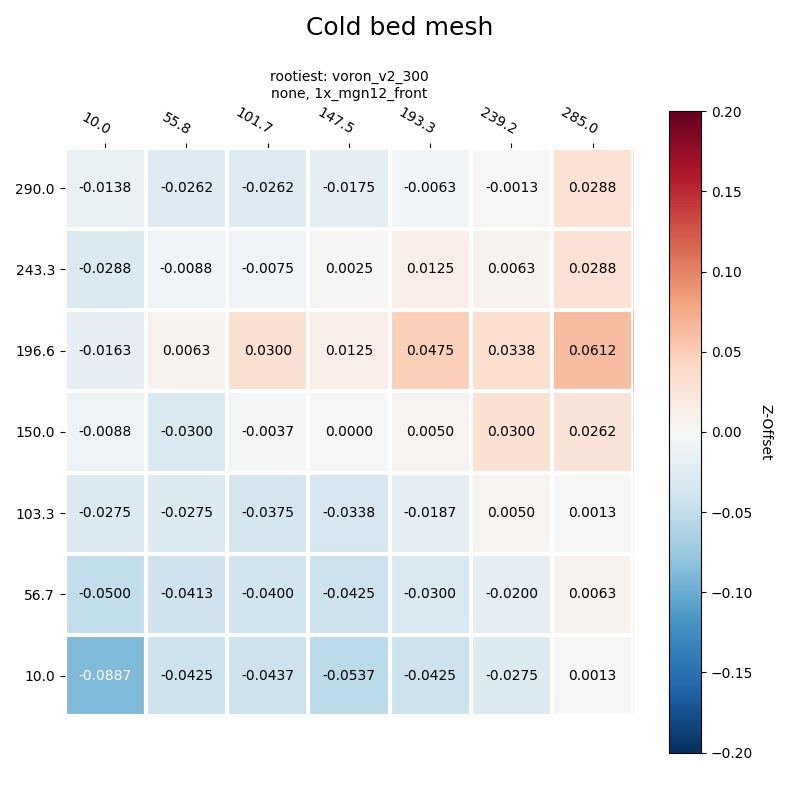 Cold bed mesh
rootiest: voron_v2_300
none, 1x_mgn12_front
10.0 55.8 101.7 147.5 193.3 239.2 285.0
290.0 -0.0138 -0.0262 -0.0262 -0.0175 -0.0063 -0.0013 0.0288
243.3 -0.0288 -0.0088 -0.0075 0.0025 0.0125 0.0063 0.0288
196.6 -0.0163 0.0063 0.0300 0.0125 0.0475 0.0338 0.0612
150.0 -0.0088 -0.0300 -0.0037 0.0000 0.0050 0.0300 0.0262
103.3 -0.0275 -0.0275 -0.0375 -0.0338 -0.0187 0.0050 0.0013
56.7 -0.0500 -0.0413 -0.0400 -0.0425 -0.0300 -0.0200 0.0063
10.0 -0.0887 -0.0425 -0.0437 -0.0537 -0.0425 -0.0275 0.0013
0.20
0.15
0.10
0.05
0.00
−0.05
−0.10
−0.15
−0.20
Z-Offset